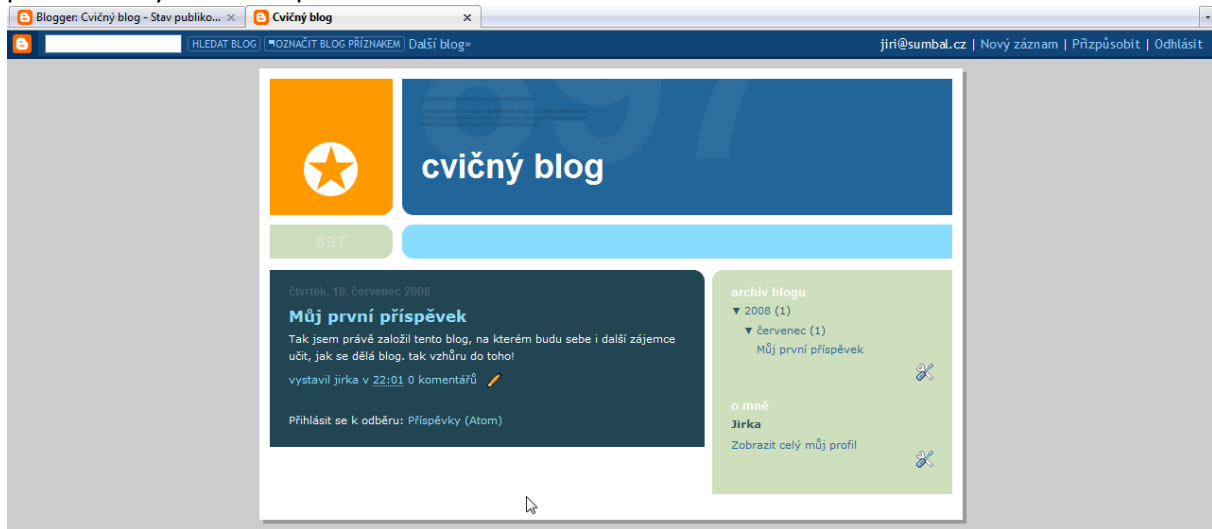 Blogger: Cvičný blog - Stav publiko...
Cvičný blog
HLEDAT BLOG
OZNAČIT BLOG PŘÍZNAKEM
Další blog»
jiri@sumbal.cz | Nový záznam | Přizpůsobit | Odhlásit
897
cvičný blog
897
čtvrtek, 10. červenec 2008
Můj první příspěvek
Tak jsem právě založil tento blog, na kterém budu sebe i další zájemce
učit, jak se dělá blog. tak vzhůru do toho!
vystavil jirka v 22:01 0 komentářů
Přihlásit se k odběru: Příspěvky (Atom)
archiv blogu
▼ 2008 (1)
▼ červenec (1)
Můj první příspěvek
o mně
Jirka
Zobrazit celý můj profil